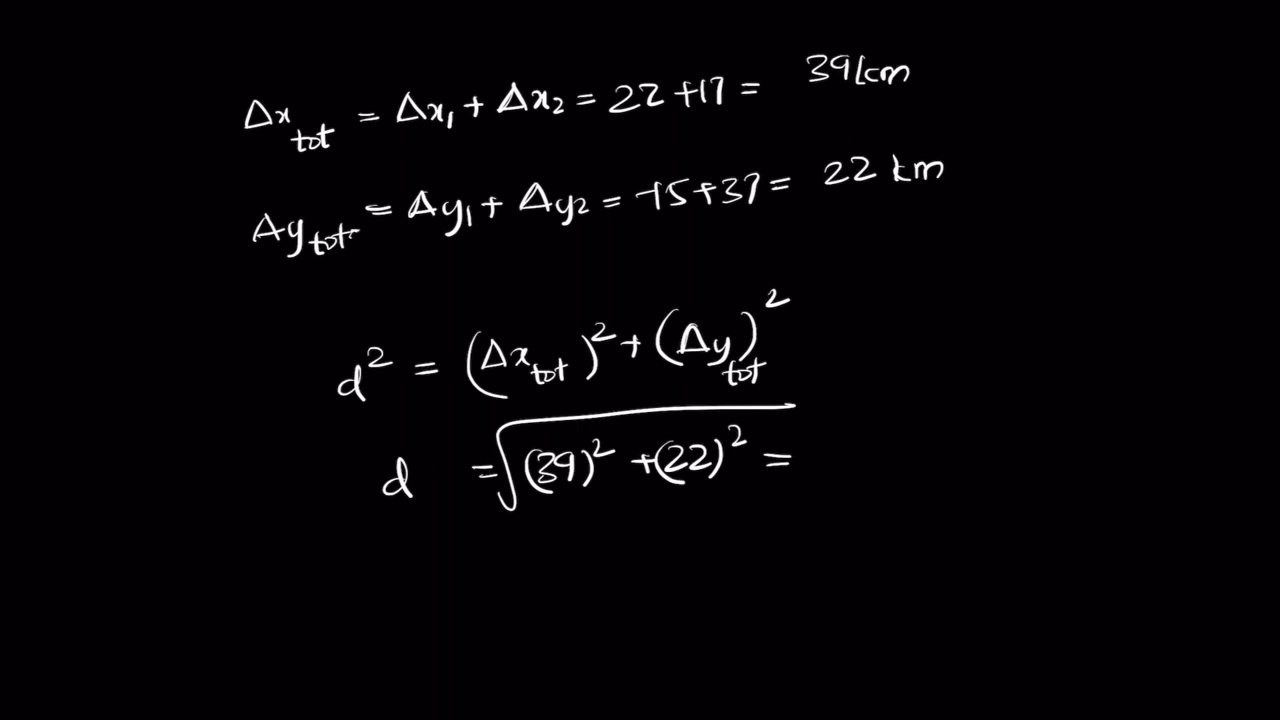 Δx_tot = Δx₁ + Δx₂ = 22 + 17 = 39 km
Δy_tot = Δy₁ + Δy₂ = -15 + 37 = 22 km
d² = (Δx_tot)² + (Δy_tot)²
d = √((39)² + (22)²) =